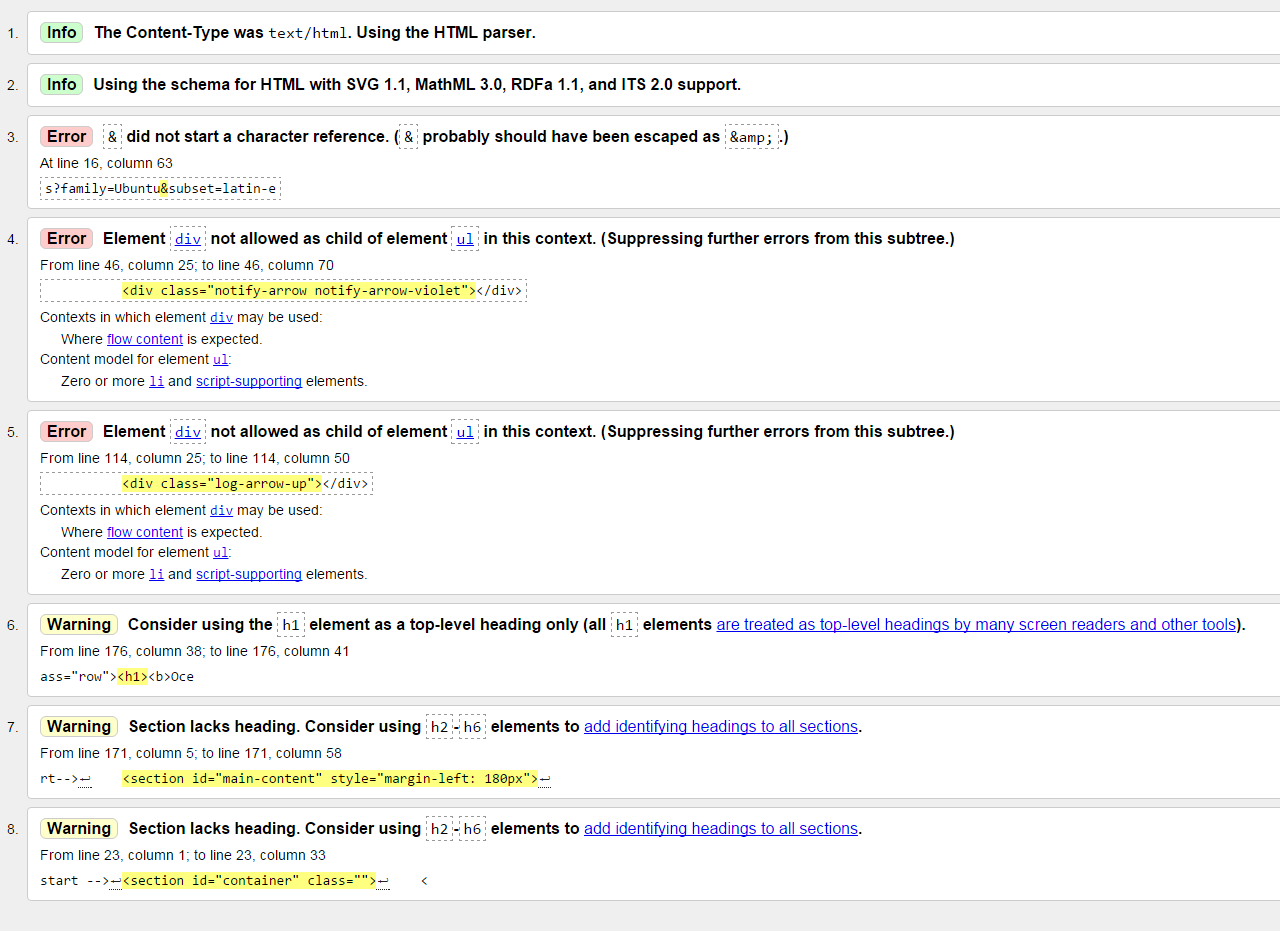 1. Info The Content-Type was text/html. Using the HTML parser.
2. Info Using the schema for HTML with SVG 1.1, MathML 3.0, RDFa 1.1, and ITS 2.0 support.
3. Error & did not start a character reference. (& probably should have been escaped as &amp;.)
At line 16, column 63
s?family=Ubuntu&subset=latin-e
4. Error Element div not allowed as child of element ul in this context. (Suppressing further errors from this subtree.)
From line 46, column 25; to line 46, column 70
<div class="notify-arrow notify-arrow-violet"></div>
Contexts in which element div may be used:
Where flow content is expected.
Content model for element ul:
Zero or more li and script-supporting elements.
5. Error Element div not allowed as child of element ul in this context. (Suppressing further errors from this subtree.)
From line 114, column 25; to line 114, column 50
<div class="log-arrow-up"></div>
Contexts in which element div may be used:
Where flow content is expected.
Content model for element ul:
Zero or more li and script-supporting elements.
6. Warning Consider using the h1 element as a top-level heading only (all h1 elements are treated as top-level headings by many screen readers and other tools).
From line 176, column 38; to line 176, column 41
ass="row"><h1><b>Oce
7. Warning Section lacks heading. Consider using h2-h6 elements to add identifying headings to all sections.
From line 171, column 5; to line 171, column 58
rt-->↩ <section id="main-content" style="margin-left: 180px">↩
8. Warning Section lacks heading. Consider using h2-h6 elements to add identifying headings to all sections.
From line 23, column 1; to line 23, column 33
start -->↩<section id="container" class="">↩ <